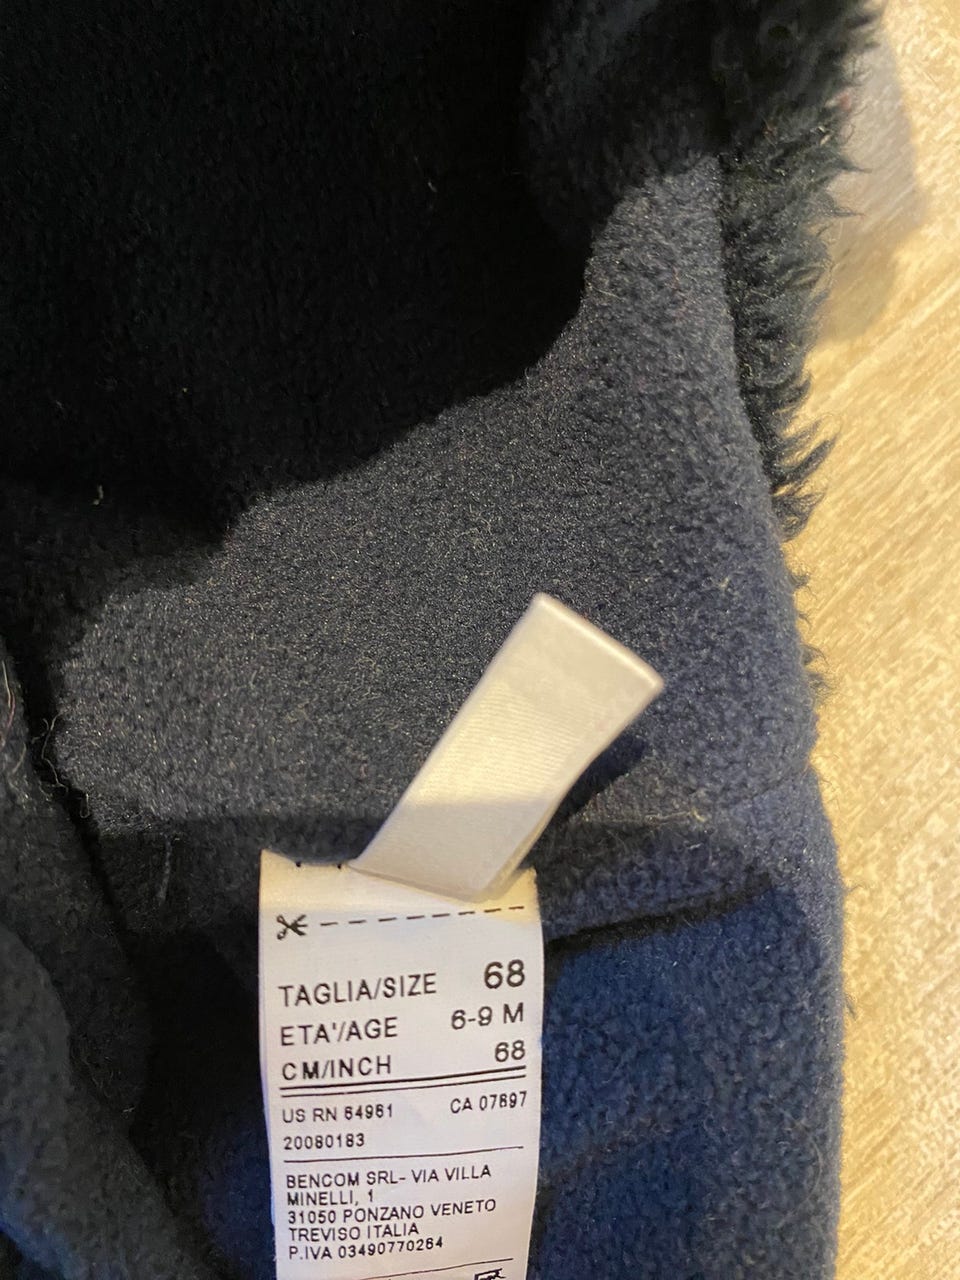 TAGLIA/SIZE 68
ETA'/AGE 6-9 M
CM/INCH 68
US RN 64961 CA 07697
20080183
BENCOM SRL- VIA VILLA
MINELLI, 1
31050 PONZANO VENETO
TREVISO ITALIA
P.IVA 03490770264